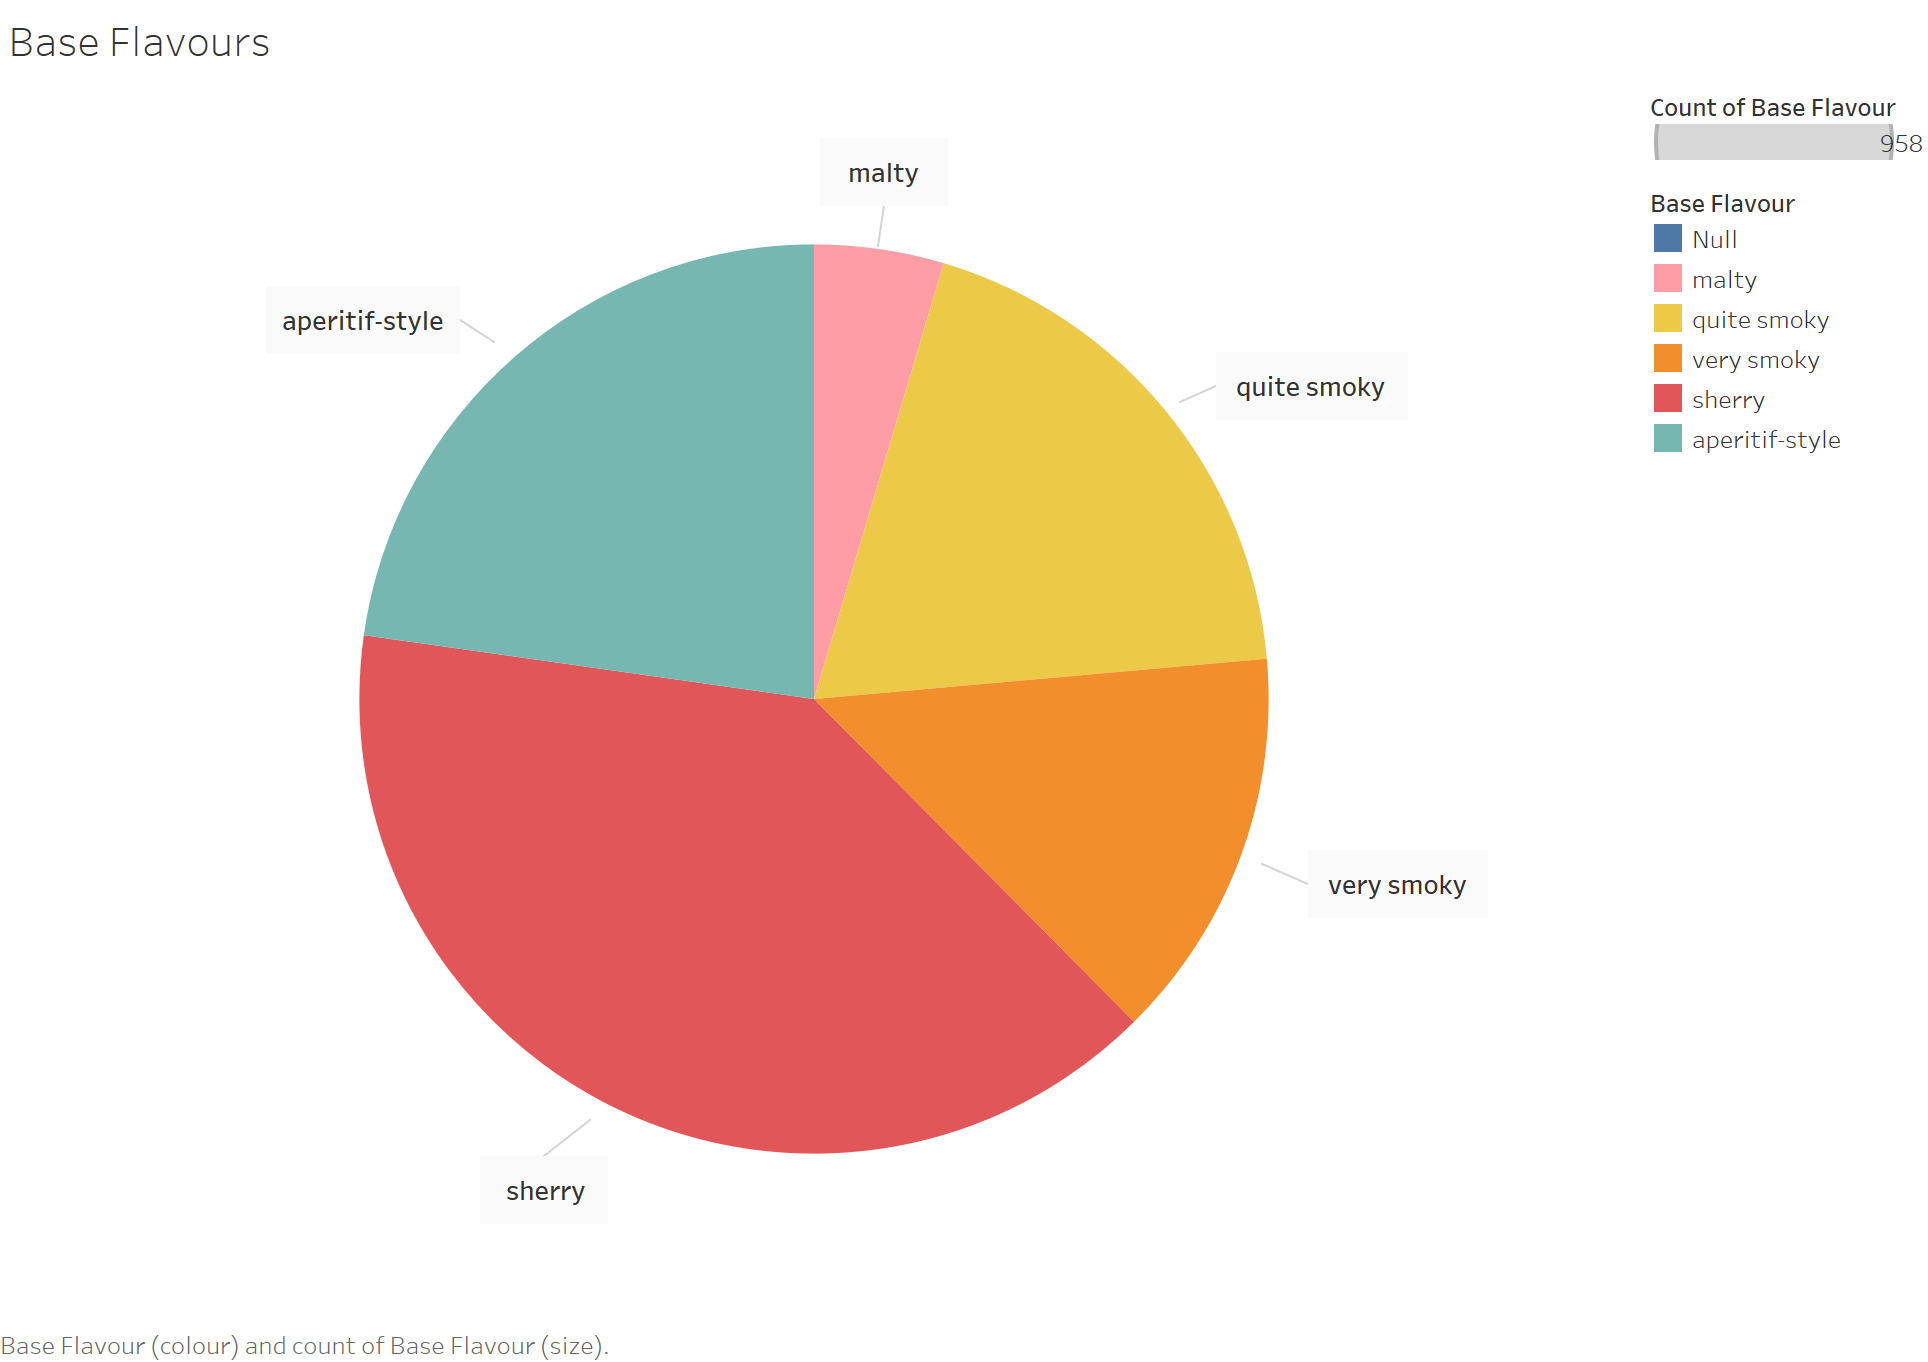 Base Flavours
Count of Base Flavour
958
Base Flavour
Null
malty
quite smoky
very smoky
sherry
aperitif-style
malty
aperitif-style
quite smoky
very smoky
sherry
Base Flavour (colour) and count of Base Flavour (size).